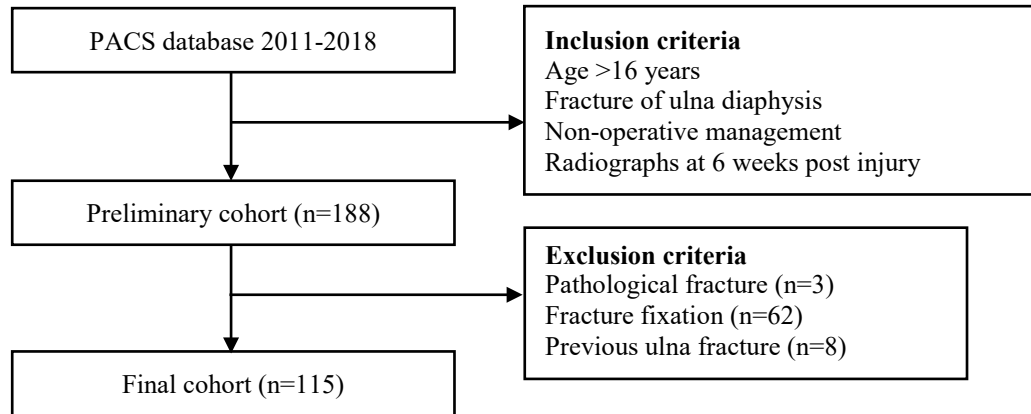 PACS database 2011-2018
Inclusion criteria
Age >16 years
Fracture of ulna diaphysis
Non-operative management
Radiographs at 6 weeks post injury
Preliminary cohort (n=188)
Exclusion criteria
Pathological fracture (n=3)
Fracture fixation (n=62)
Previous ulna fracture (n=8)
Final cohort (n=115)